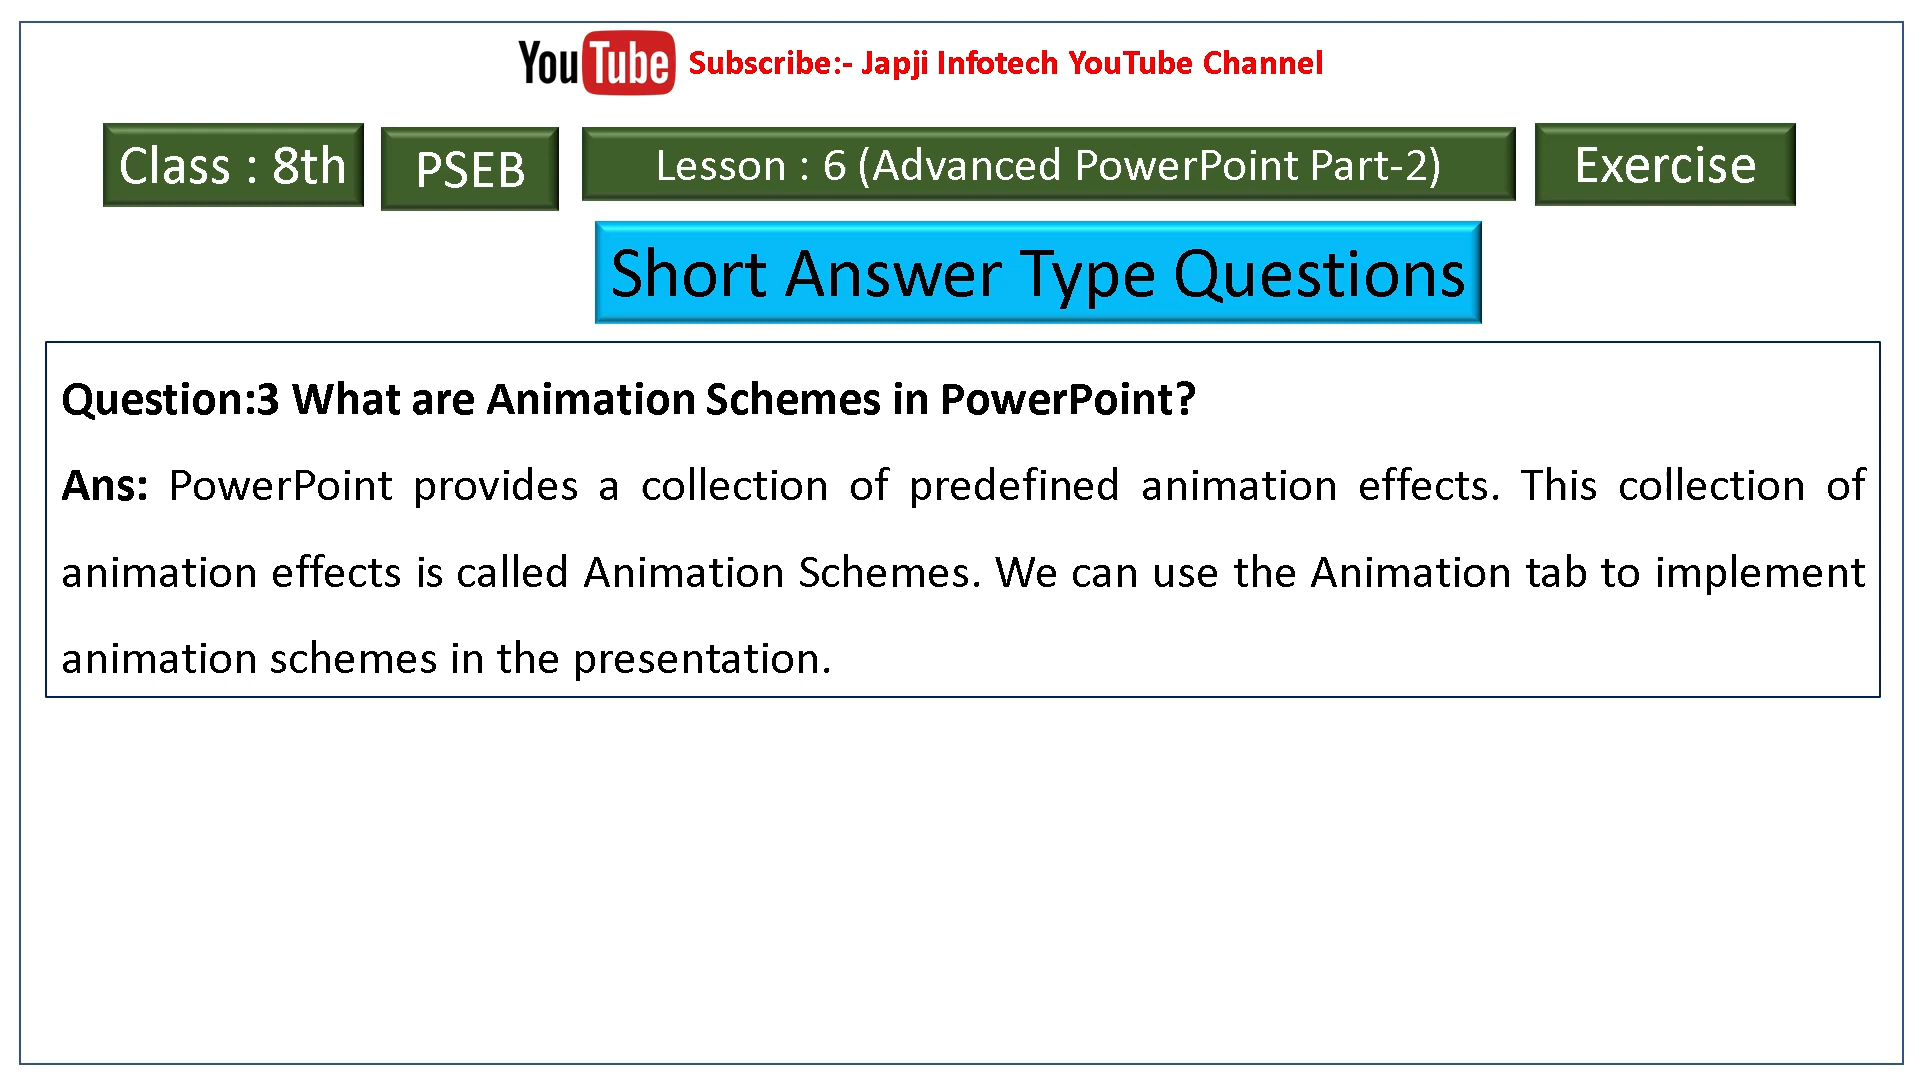 YouTube Subscribe:- Japji Infotech YouTube Channel
Class : 8th PSEB Lesson : 6 (Advanced PowerPoint Part-2) Exercise
Short Answer Type Questions
Question:3 What are Animation Schemes in PowerPoint?
Ans: PowerPoint provides a collection of predefined animation effects. This collection of
animation effects is called Animation Schemes. We can use the Animation tab to implement
animation schemes in the presentation.